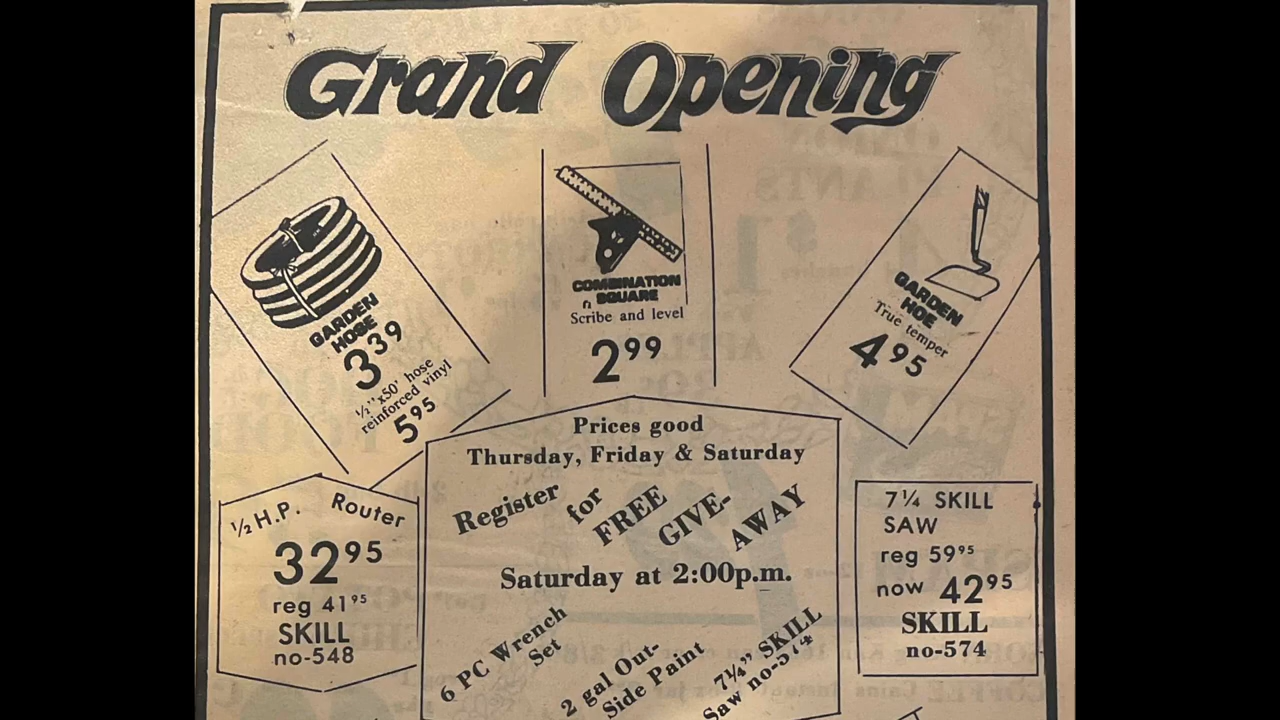 Grand Opening
GARDEN
HOSE
3 39
½"x50' hose
reinforced vinyl
5 95
COMBINATION
SQUARE
Scribe and level
2 99
GARDEN
HOE
True temper
4 95
Prices good
Thursday, Friday & Saturday
Register for FREE GIVE-AWAY
Saturday at 2:00p.m.
6 PC Wrench
Set
2 gal Out-
Side Paint
7¼" SKILL
Saw no-574
½ H.P. Router
32 95
reg 41 95
SKILL
no-548
7¼ SKILL
SAW
reg 59 95
now 42 95
SKILL
no-574